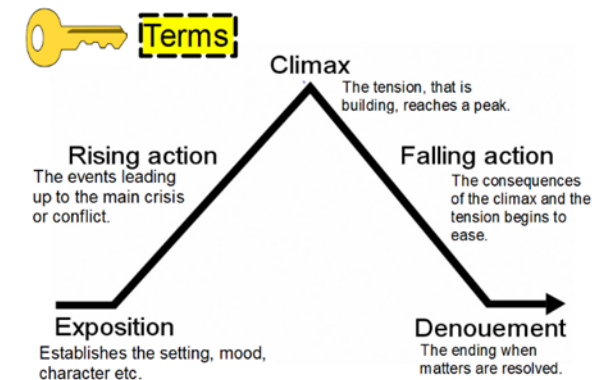 Terms
Climax
The tension, that is
building, reaches a peak.
Rising action
The events leading
up to the main crisis
or conflict.
Falling action
The consequences
of the climax and the
tension begins to
ease.
Exposition
Establishes the setting, mood,
character etc.
Denouement
The ending when
matters are resolved.